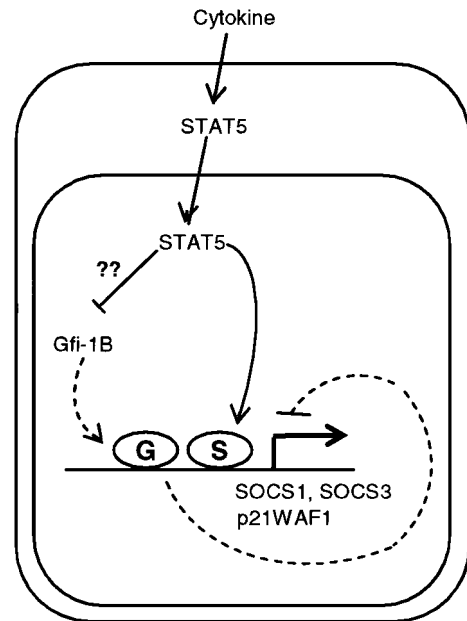 Cytokine
STAT5
STAT5
??
Gfi-1B
G S
SOCS1, SOCS3
p21WAF1